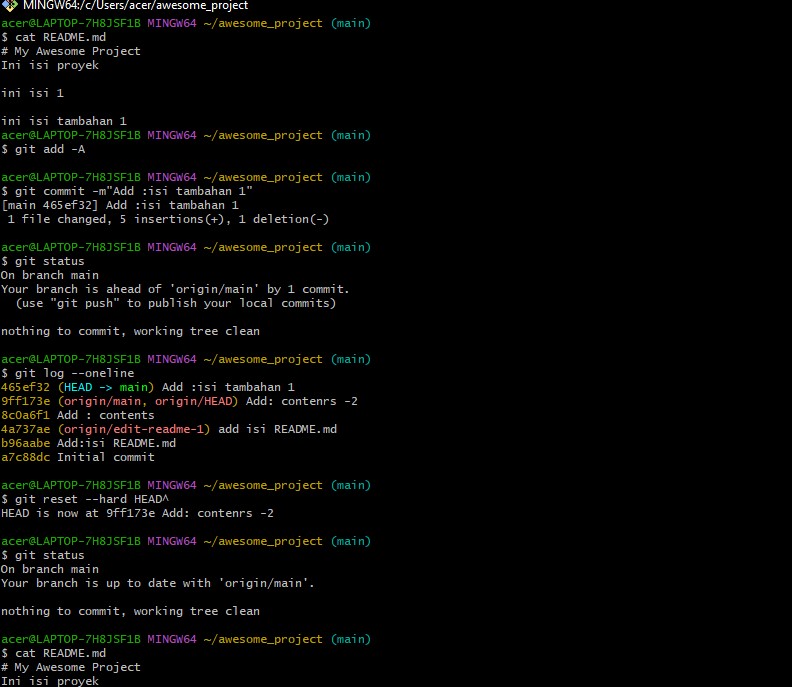 MINGW64:/c/Users/acer/awesome_project
acer@LAPTOP-7H8JSF1B MINGW64 ~/awesome_project (main)
$ cat README.md
# My Awesome Project
Ini isi proyek
ini isi 1
ini isi tambahan 1
acer@LAPTOP-7H8JSF1B MINGW64 ~/awesome_project (main)
$ git add -A
acer@LAPTOP-7H8JSF1B MINGW64 ~/awesome_project (main)
$ git commit -m"Add :isi tambahan 1"
[main 465ef32] Add :isi tambahan 1
1 file changed, 5 insertions(+), 1 deletion(-)
acer@LAPTOP-7H8JSF1B MINGW64 ~/awesome_project (main)
$ git status
On branch main
Your branch is ahead of 'origin/main' by 1 commit.
(use "git push" to publish your local commits)
nothing to commit, working tree clean
acer@LAPTOP-7H8JSF1B MINGW64 ~/awesome_project (main)
$ git log --oneline
465ef32 (HEAD -> main) Add :isi tambahan 1
9ff173e (origin/main, origin/HEAD) Add: contenrs -2
8c0a6f1 Add : contents
4a737ae (origin/edit-readme-1) add isi README.md
b96aabe Add:isi README.md
a7c88dc Initial commit
acer@LAPTOP-7H8JSF1B MINGW64 ~/awesome_project (main)
$ git reset --hard HEAD^
HEAD is now at 9ff173e Add: contenrs -2
acer@LAPTOP-7H8JSF1B MINGW64 ~/awesome_project (main)
$ git status
On branch main
Your branch is up to date with 'origin/main'.
nothing to commit, working tree clean
acer@LAPTOP-7H8JSF1B MINGW64 ~/awesome_project (main)
$ cat README.md
# My Awesome Project
Ini isi proyek